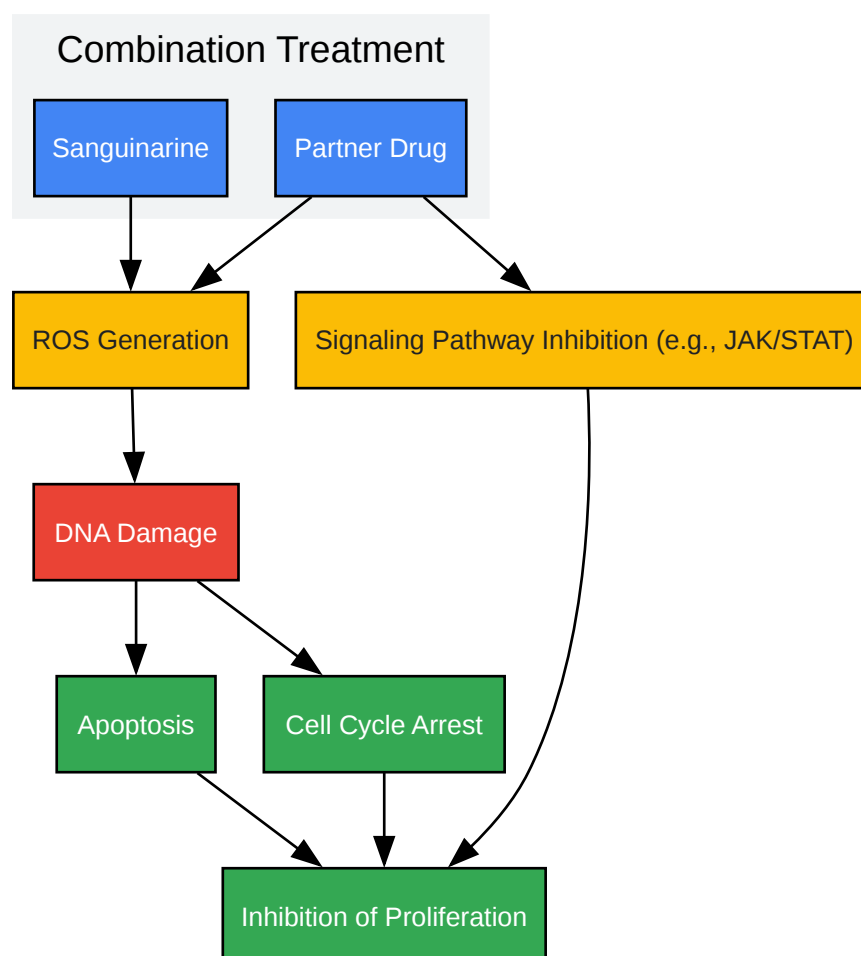 Combination Treatment
Sanguinarine
Partner Drug
ROS Generation
Signaling Pathway Inhibition (e.g., JAK/STAT)
DNA Damage
Apoptosis
Cell Cycle Arrest
Inhibition of Proliferation